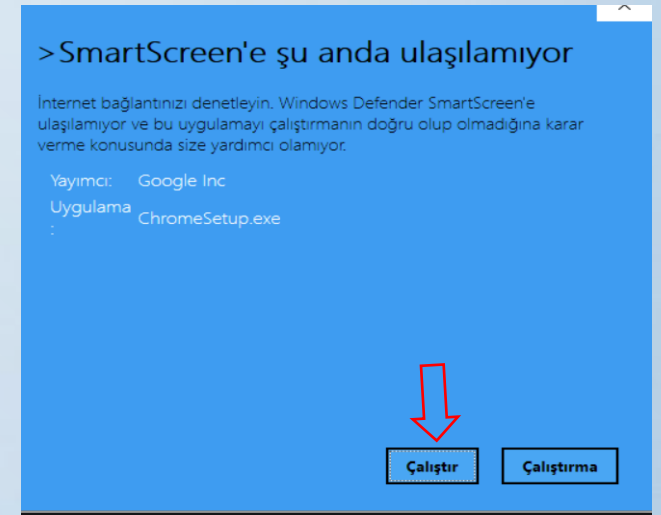 >SmartScreen'e şu anda ulaşılamıyor
İnternet bağlantınızı denetleyin. Windows Defender SmartScreen'e
ulaşılamıyor ve bu uygulamayı çalıştırmanın doğru olup olmadığına karar
verme konusunda size yardımcı olamıyor.
Yayımcı: Google Inc
Uygulama
: ChromeSetup.exe
Çalıştır Çalıştırma